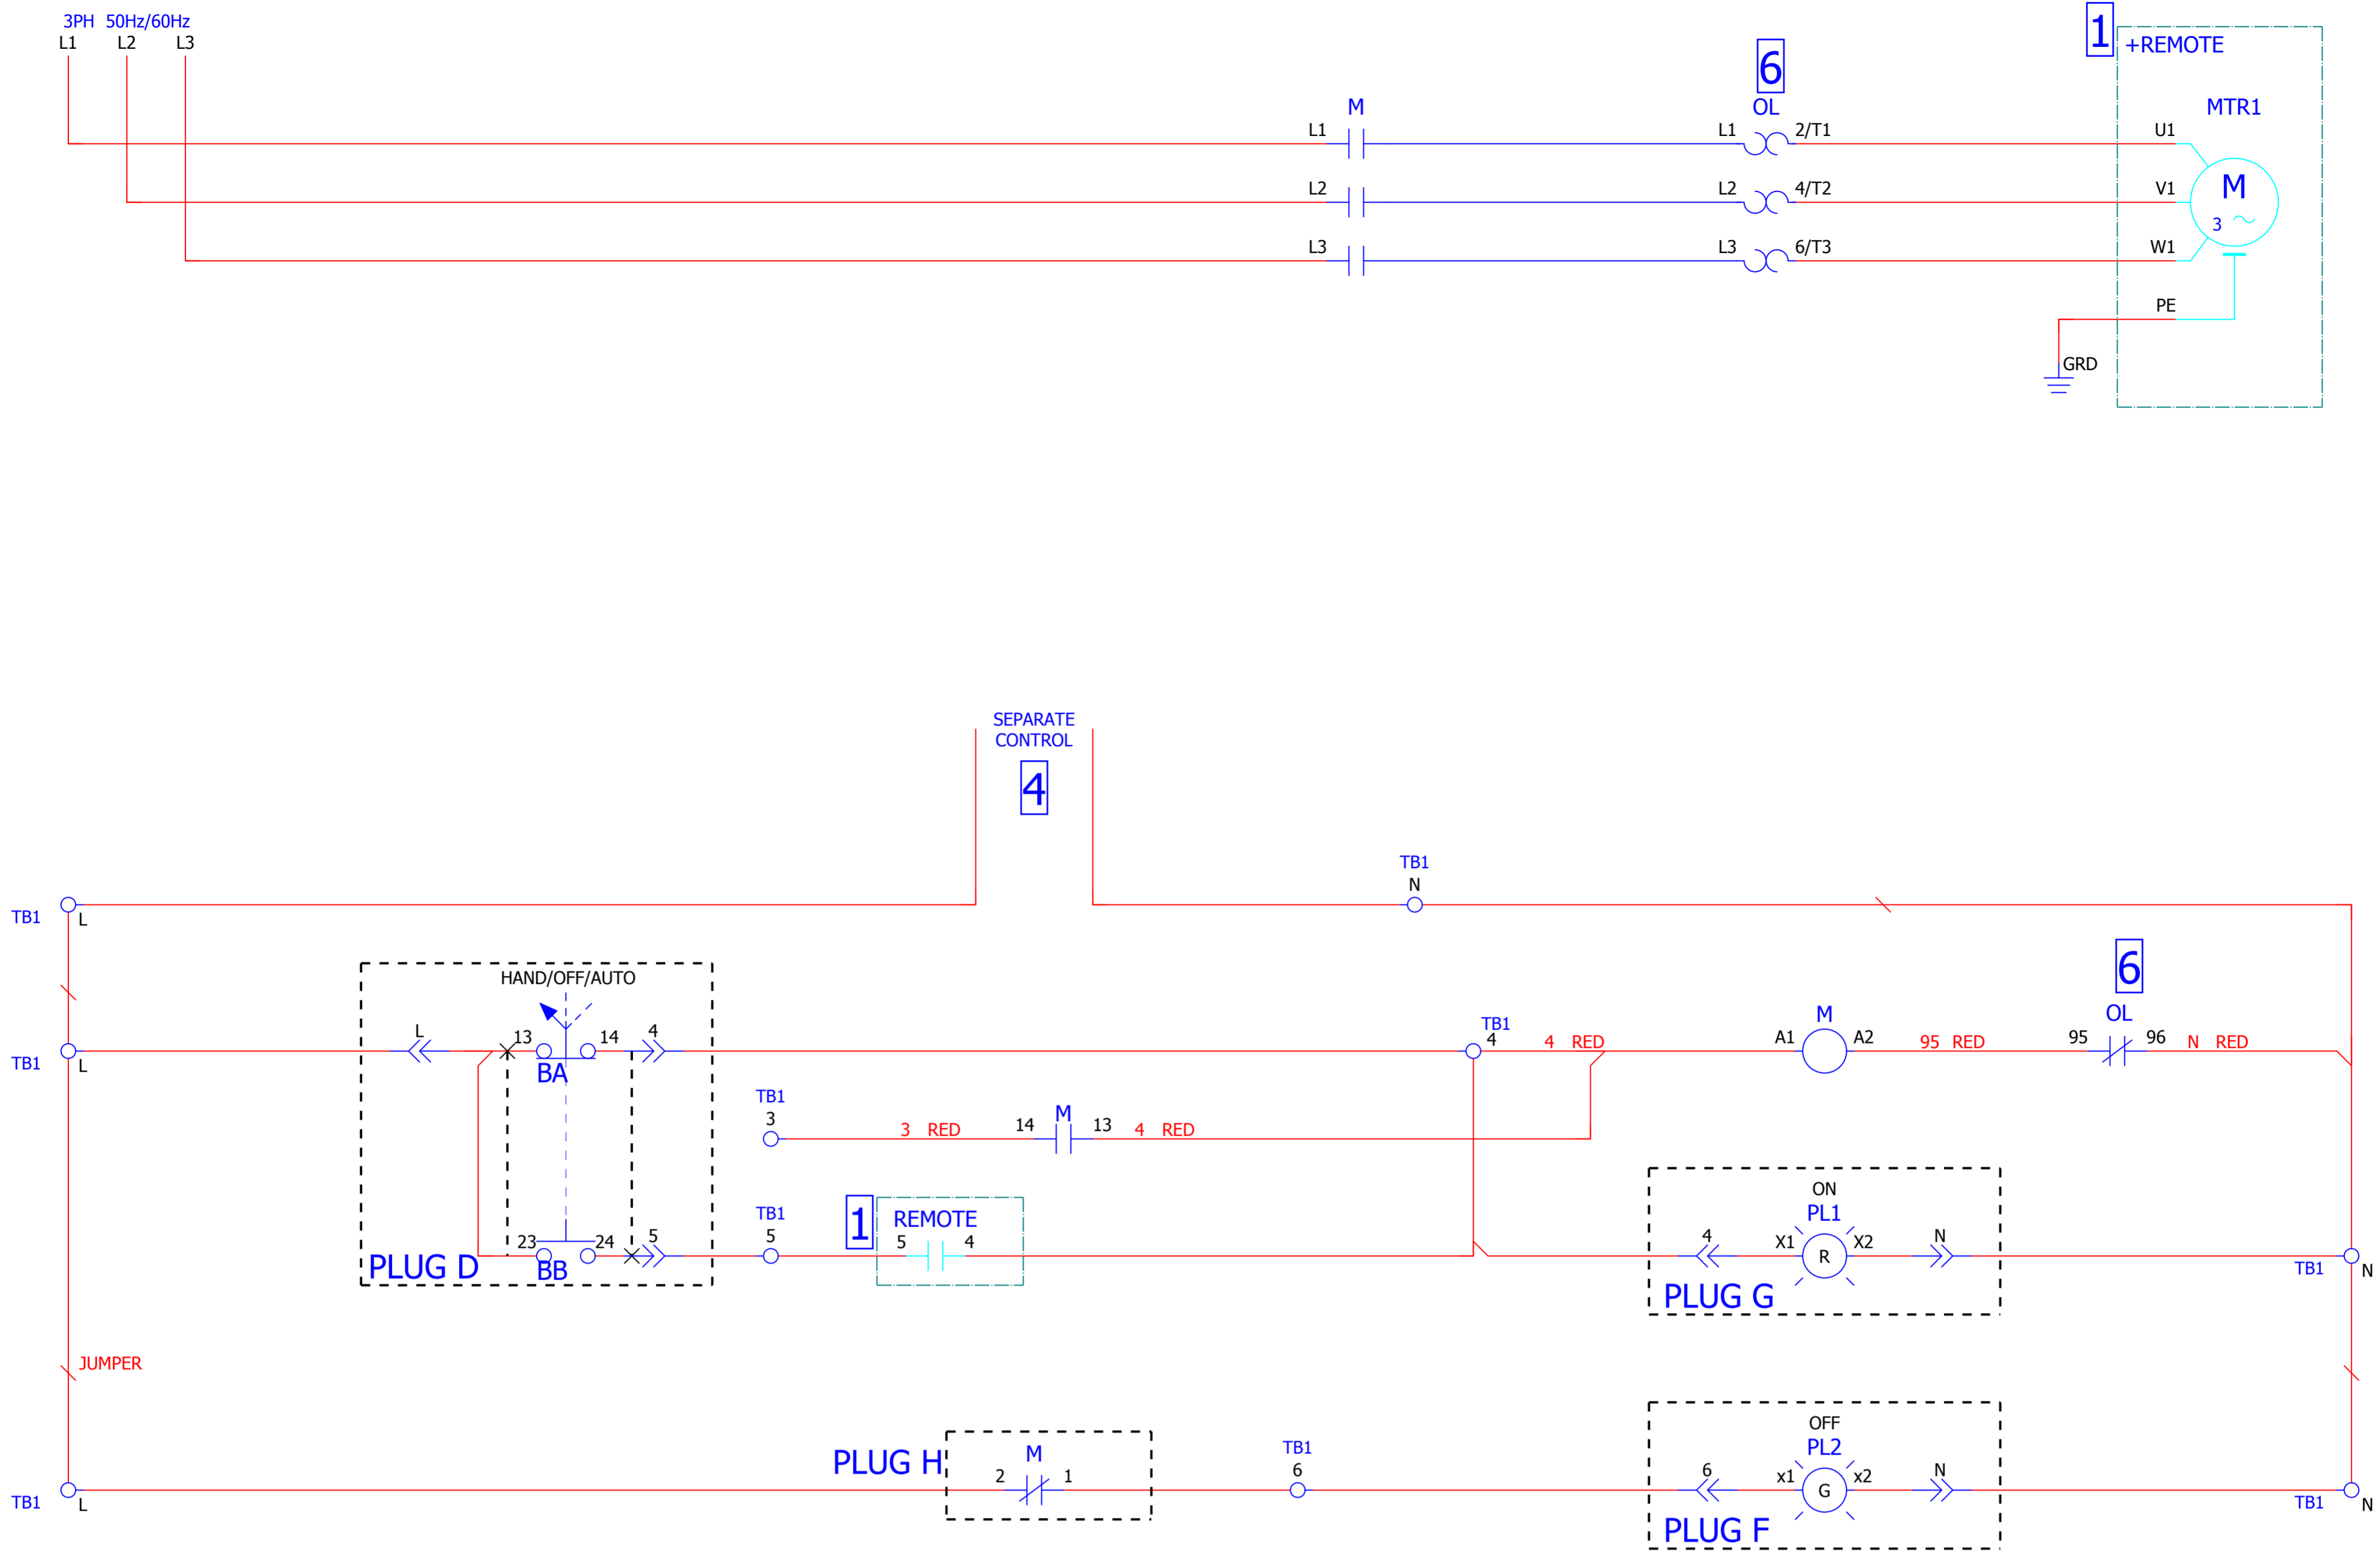 3PH 50Hz/60Hz
L1 L2 L3
1
+REMOTE
6
M
OL
MTR1
L1
L1
2/T1
U1
L2
L2
4/T2
V1
M
3
L3
L3
6/T3
W1
PE
GRD
SEPARATE
CONTROL
4
TB1
N
TB1
L
6
HAND/OFF/AUTO
L
13
14
4
BA
TB1
L
TB1
4
4 RED
M
A1
A2
95 RED
OL
95
96
N RED
TB1
3
3 RED
14
M
13
4 RED
23
24
5
BB
PLUG D
TB1
5
1
REMOTE
5
4
ON
PL1
4
X1
R
X2
N
PLUG G
TB1
N
JUMPER
TB1
L
PLUG H
M
2
1
TB1
6
OFF
PL2
6
x1
G
x2
N
PLUG F
TB1
N